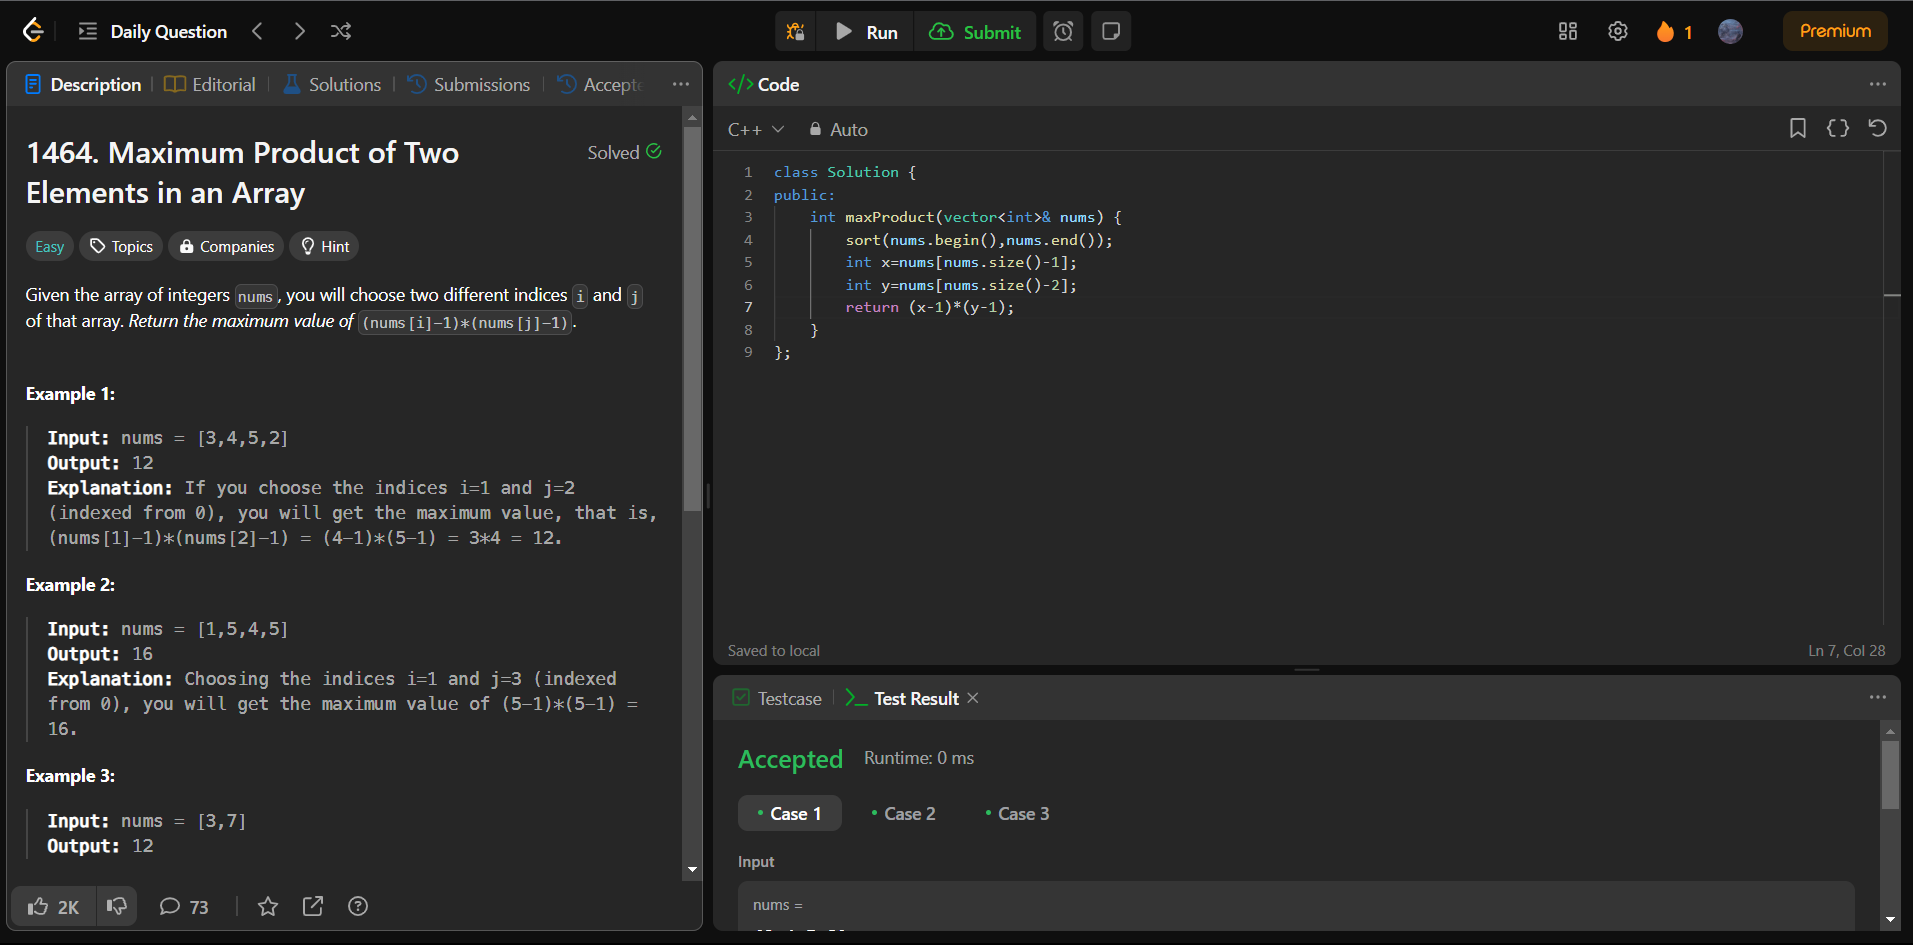 Daily Question
Run
Submit
1
Premium
Description
Editorial
Solutions
Submissions
Accepte
1464. Maximum Product of Two
Elements in an Array
Solved
Easy
Topics
Companies
Hint
Given the array of integers nums, you will choose two different indices i and j
of that array. Return the maximum value of (nums[i]-1)*(nums[j]-1).
Example 1:
Input: nums = [3,4,5,2]
Output: 12
Explanation: If you choose the indices i=1 and j=2
(indexed from 0), you will get the maximum value, that is,
(nums[1]-1)*(nums[2]-1) = (4-1)*(5-1) = 3*4 = 12.
Example 2:
Input: nums = [1,5,4,5]
Output: 16
Explanation: Choosing the indices i=1 and j=3 (indexed
from 0), you will get the maximum value of (5-1)*(5-1) =
16.
Example 3:
Input: nums = [3,7]
Output: 12
2K
73
</> Code
C++
Auto
1 class Solution {
2 public:
3 int maxProduct(vector<int>& nums) {
4 sort(nums.begin(),nums.end());
5 int x=nums[nums.size()-1];
6 int y=nums[nums.size()-2];
7 return (x-1)*(y-1);
8 }
9 };
Saved to local
Ln 7, Col 28
Testcase
Test Result
Accepted
Runtime: 0 ms
Case 1
Case 2
Case 3
Input
nums =